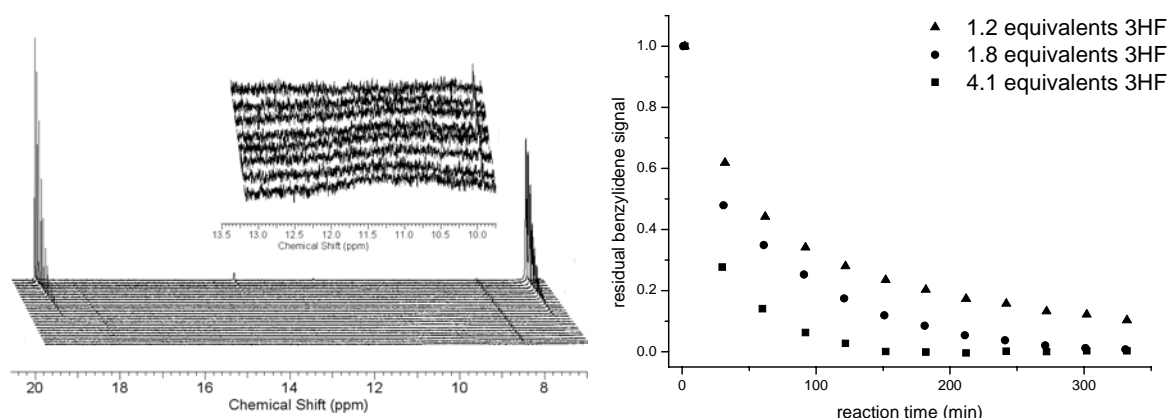 13.5 13.0 12.5 12.0 11.5 11.0 10.5 10.0
Chemical Shift (ppm)
20 18 16 14 12 10 8
Chemical Shift (ppm)
▲ 1.2 equivalents 3HF
● 1.8 equivalents 3HF
■ 4.1 equivalents 3HF
residual benzylidene signal
1.0
0.8
0.6
0.4
0.2
0.0
0 100 200 300
reaction time (min)